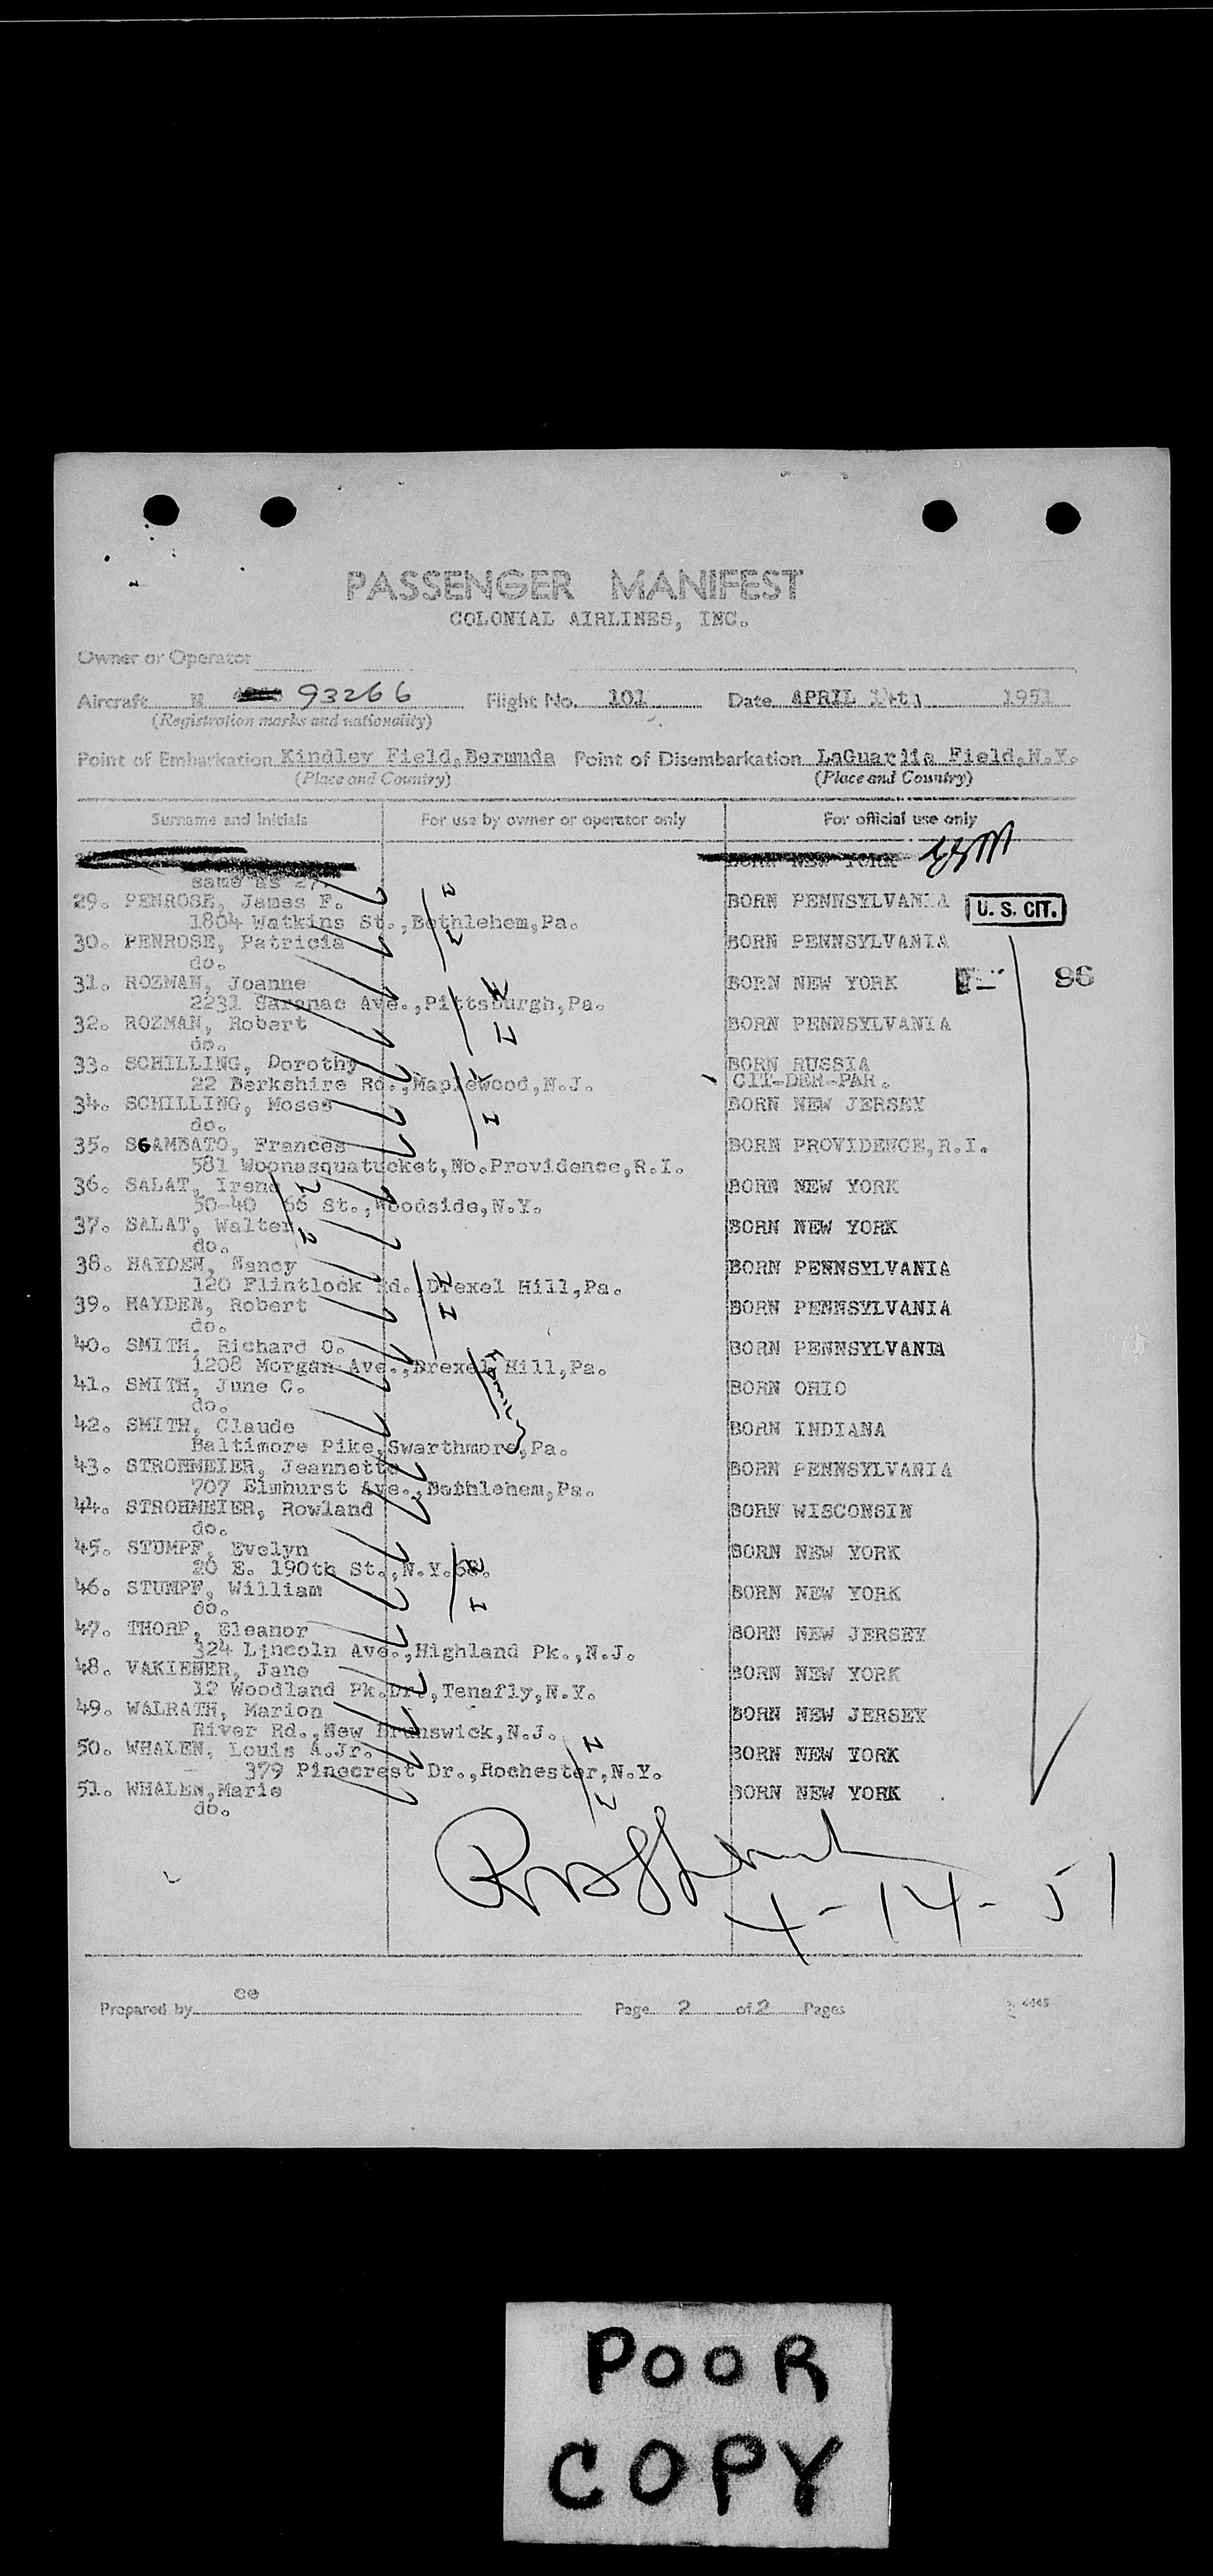 PASSENGER MANIFEST
COLONIAL AIRLINES, INC.
Owner or Operator
Aircraft N 93266 Flight No. 101 Date APRIL 14th 1951
(Registration marks and nationality)
Point of Embarkation Kindley Field,Bermuda Point of Disembarkation LaGuardia Field,N.Y.
(Place and Country) (Place and Country)
Surname and Initials For use by owner or operator only For official use only
BORN NEW YORK
same as 27.
29. PENROSE, James F. BORN PENNSYLVANIA U. S. CIT.
1864 Watkins St.,Bethlehem,Pa.
30. PENROSE, Patricia BORN PENNSYLVANIA
do.
31. ROZMAN, Joanne BORN NEW YORK 96
2231 Saranac Ave.,Pittsburgh,Pa.
32. ROZMAN, Robert BORN PENNSYLVANIA
do.
33. SCHILLING, Dorothy BORN RUSSIA
22 Berkshire Rd.,Maplewood,N.J. CIT-DER-PAR.
34. SCHILLING, Moses BORN NEW JERSEY
do.
35. SGAMBATO, Frances BORN PROVIDENCE,R.I.
581 Woonasquatucket,No.Providence,R.I.
36. SALAT, Irene BORN NEW YORK
50-40 66 St.,Woodside,N.Y.
37. SALAT, Walter BORN NEW YORK
do.
38. HAYDEN, Nancy BORN PENNSYLVANIA
120 Flintlock Rd.,Drexel Hill,Pa.
39. HAYDEN, Robert BORN PENNSYLVANIA
do.
40. SMITH, Richard O. BORN PENNSYLVANIA
1208 Morgan Ave.,Drexel Hill,Pa.
41. SMITH, June C. BORN OHIO
do.
42. SMITH, Claude BORN INDIANA
Baltimore Pike,Swarthmore,Pa.
43. STROHMEIER, Jeannette BORN PENNSYLVANIA
707 Elmhurst Ave.,Bethlehem,Pa.
44. STROHMEIER, Rowland BORN WISCONSIN
do.
45. STUMPF, Evelyn BORN NEW YORK
20 E. 190th St.,N.Y.68.
46. STUMPF, William BORN NEW YORK
do.
47. THORP, Eleanor BORN NEW JERSEY
324 Lincoln Ave.,Highland Pk.,N.J.
48. VAKIENER, Jane BORN NEW YORK
12 Woodland Pk.Dr.,Tenafly,N.Y.
49. WALRATH, Marion BORN NEW JERSEY
River Rd.,New Brunswick,N.J.
50. WHALEN, Louis A.Jr. BORN NEW YORK
379 Pinecrest Dr.,Rochester,N.Y.
51. WHALEN,Marie BORN NEW YORK
do.
4-14-51
Prepared by ce Page 2 of 2 Pages 4445
POOR
COPY